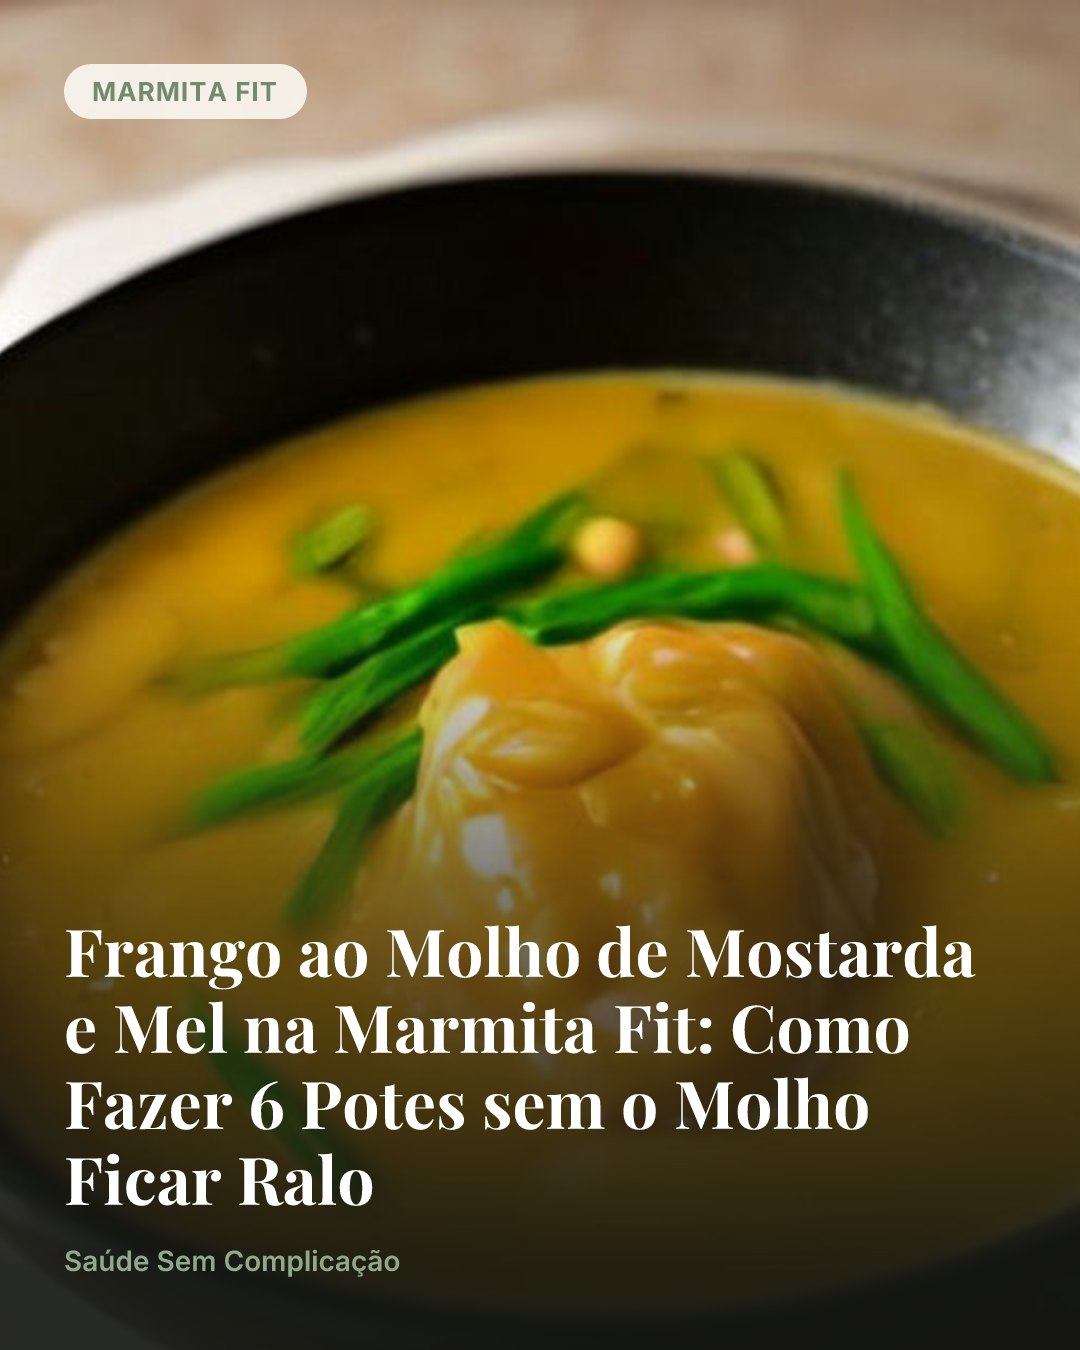 MARMITA FIT
Frango ao Molho de Mostarda
e Mel na Marmita Fit: Como
Fazer 6 Potes sem o Molho
Ficar Ralo
Saúde Sem Complicação